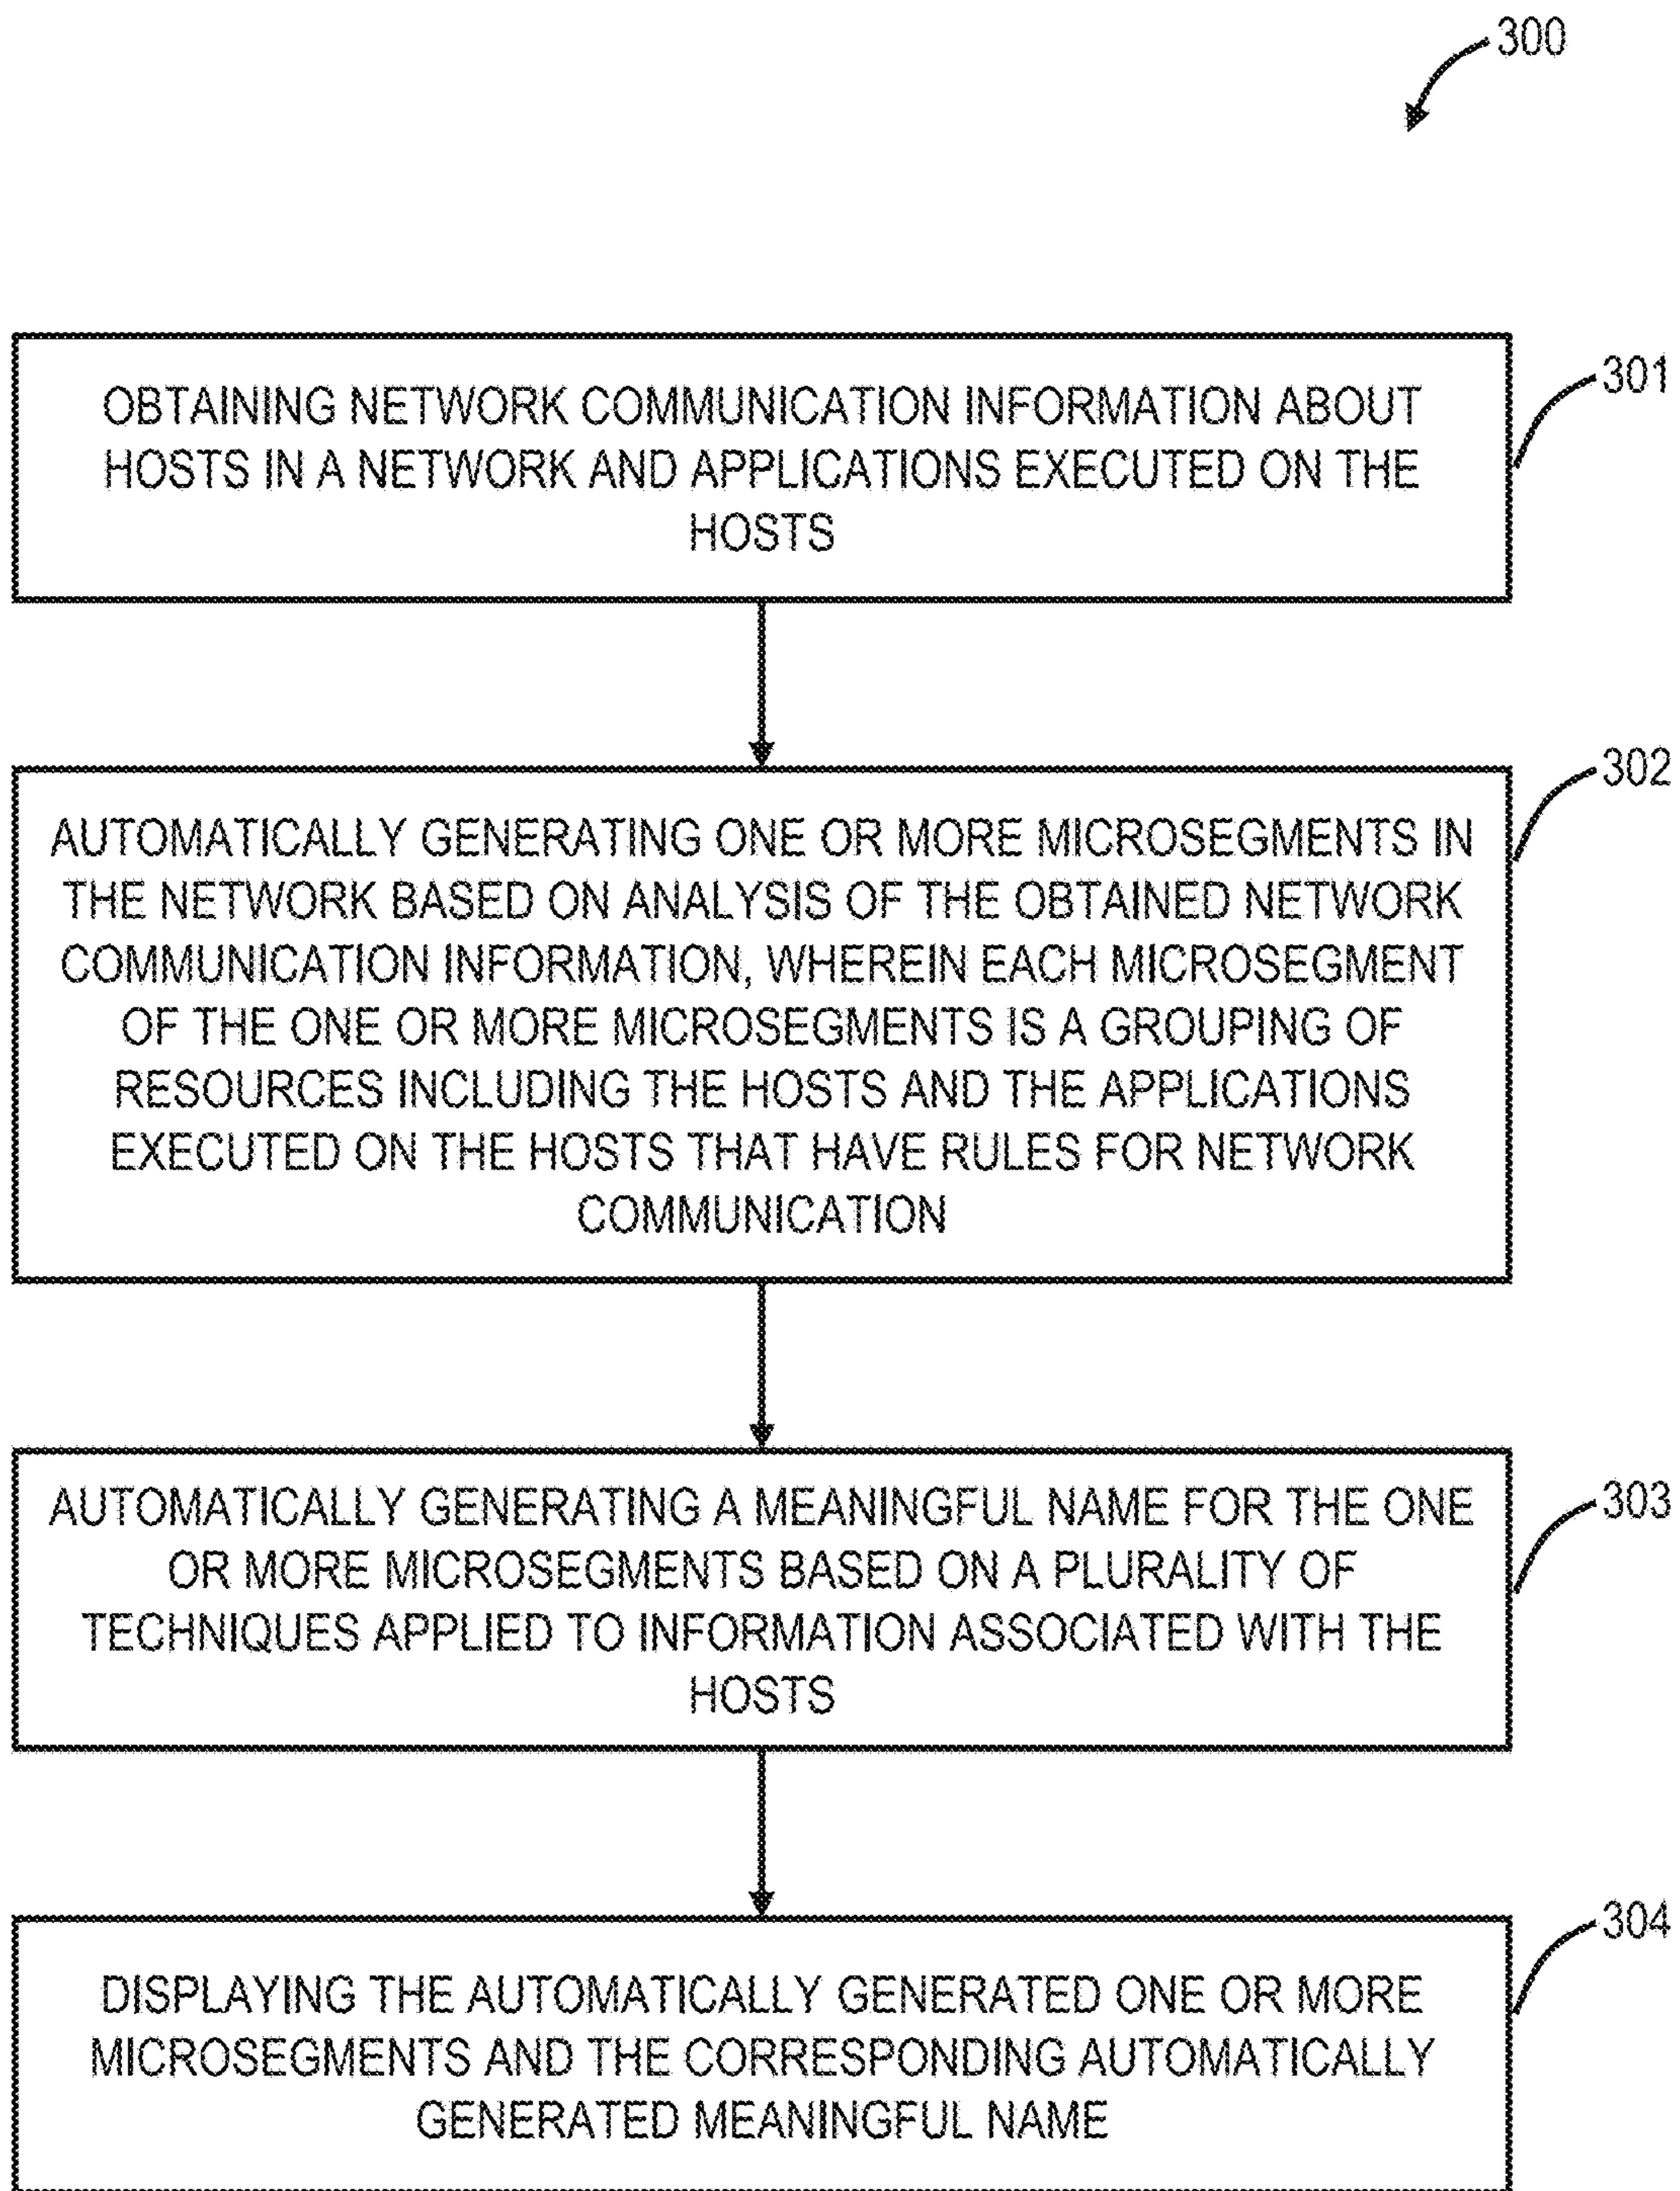 300
OBTAINING NETWORK COMMUNICATION INFORMATION ABOUT
HOSTS IN A NETWORK AND APPLICATIONS EXECUTED ON THE
HOSTS
301
AUTOMATICALLY GENERATING ONE OR MORE MICROSEGMENTS IN
THE NETWORK BASED ON ANALYSIS OF THE OBTAINED NETWORK
COMMUNICATION INFORMATION, WHEREIN EACH MICROSEGMENT
OF THE ONE OR MORE MICROSEGMENTS IS A GROUPING OF
RESOURCES INCLUDING THE HOSTS AND THE APPLICATIONS
EXECUTED ON THE HOSTS THAT HAVE RULES FOR NETWORK
COMMUNICATION
302
AUTOMATICALLY GENERATING A MEANINGFUL NAME FOR THE ONE
OR MORE MICROSEGMENTS BASED ON A PLURALITY OF
TECHNIQUES APPLIED TO INFORMATION ASSOCIATED WITH THE
HOSTS
303
DISPLAYING THE AUTOMATICALLY GENERATED ONE OR MORE
MICROSEGMENTS AND THE CORRESPONDING AUTOMATICALLY
GENERATED MEANINGFUL NAME
304